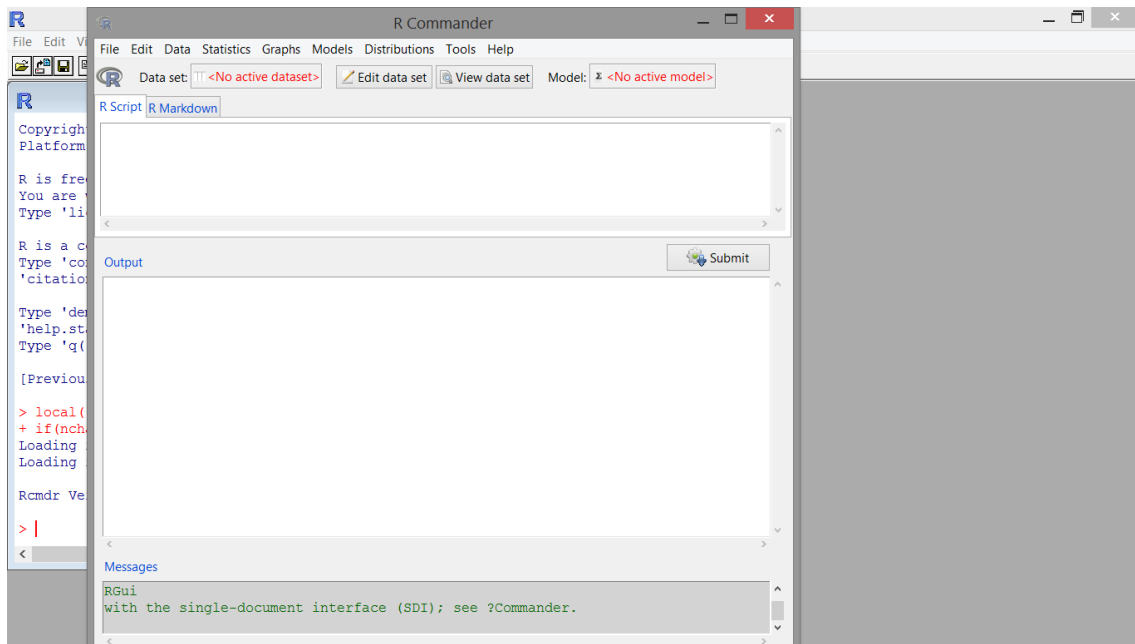 R Commander
File Edit Vi
File Edit Data Statistics Graphs Models Distributions Tools Help
Data set: <No active dataset> Edit data set View data set Model: Σ <No active model>
R Script R Markdown
Copyrigh
Platform
R is fre
You are
Type 'li
R is a c
Type 'co
'citatio
Type 'de
'help.st
Type 'q(
[Previou
> local(
+ if(nch
Loading
Loading
Rcmdr Ve
>
Output
Submit
Messages
RGui
with the single-document interface (SDI); see ?Commander.